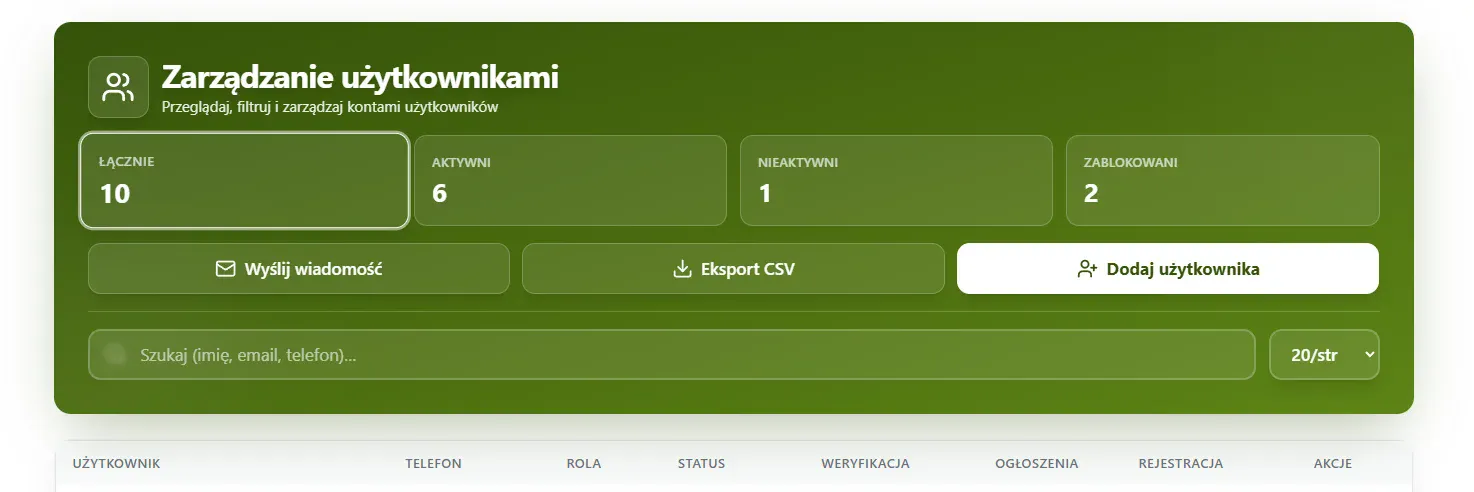 Zarządzanie użytkownikami
Przeglądaj, filtruj i zarządzaj kontami użytkowników
ŁĄCZNIE
10
AKTYWNI
6
NIEAKTYWNI
1
ZABLOKOWANI
2
Wyślij wiadomość
Eksport CSV
Dodaj użytkownika
Szukaj (imię, email, telefon)...
20/str
UŻYTKOWNIK TELEFON ROLA STATUS WERYFIKACJA OGŁOSZENIA REJESTRACJA AKCJE